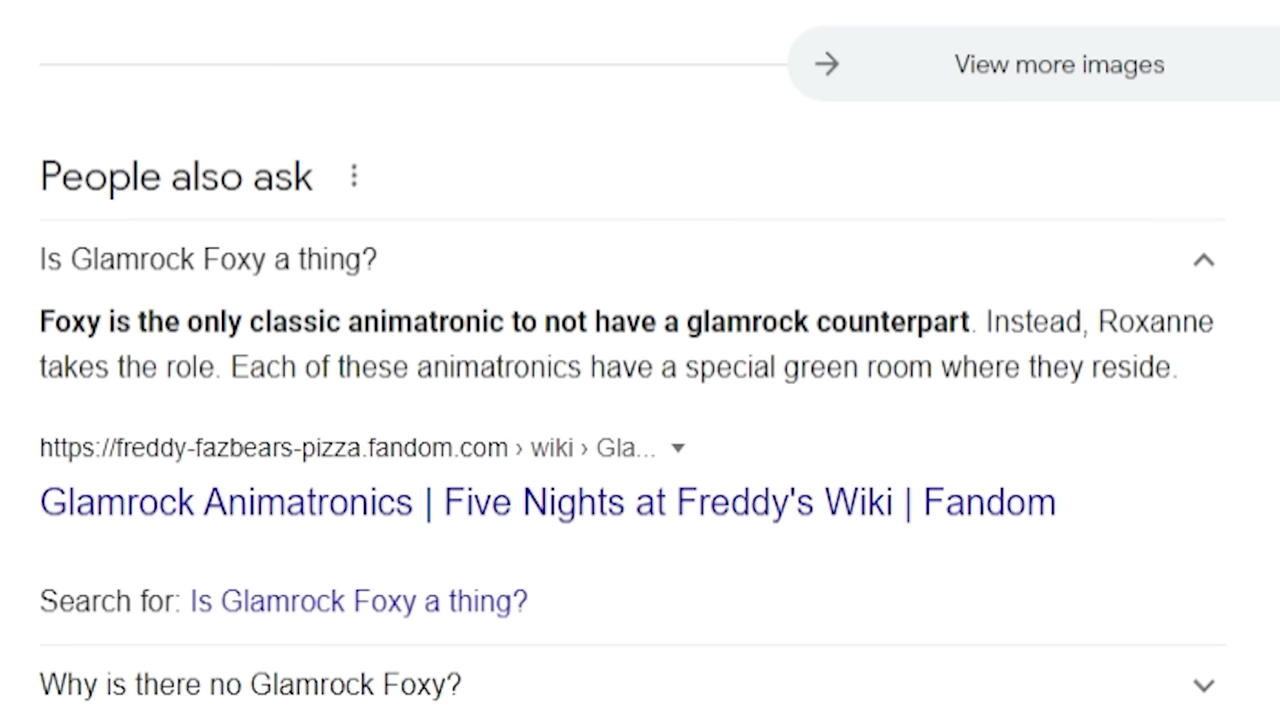 View more images
People also ask
Is Glamrock Foxy a thing?
Foxy is the only classic animatronic to not have a glamrock counterpart. Instead, Roxanne
takes the role. Each of these animatronics have a special green room where they reside.
https://freddy-fazbears-pizza.fandom.com › wiki › Gla...
Glamrock Animatronics | Five Nights at Freddy's Wiki | Fandom
Search for: Is Glamrock Foxy a thing?
Why is there no Glamrock Foxy?